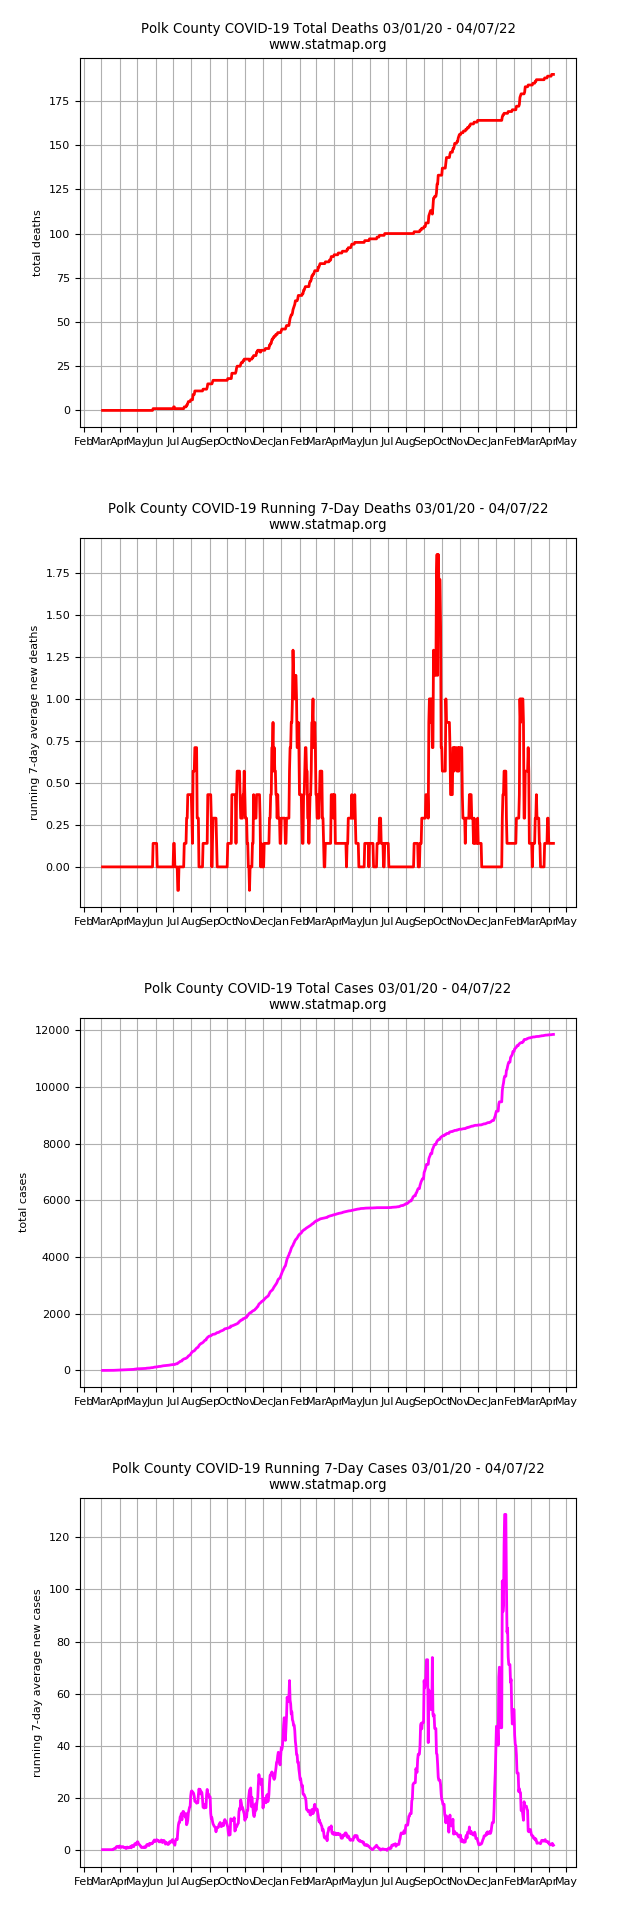 Polk County COVID-19 Total Deaths 03/01/20 - 04/07/22
www.statmap.org
total deaths
175
150
125
100
75
50
25
0
Feb Mar Apr May Jun Jul Aug Sep Oct Nov Dec Jan Feb Mar Apr May Jun Jul Aug Sep Oct Nov Dec Jan Feb Mar Apr May
Polk County COVID-19 Running 7-Day Deaths 03/01/20 - 04/07/22
www.statmap.org
running 7-day average new deaths
1.75
1.50
1.25
1.00
0.75
0.50
0.25
0.00
Feb Mar Apr May Jun Jul Aug Sep Oct Nov Dec Jan Feb Mar Apr May Jun Jul Aug Sep Oct Nov Dec Jan Feb Mar Apr May
Polk County COVID-19 Total Cases 03/01/20 - 04/07/22
www.statmap.org
total cases
12000
10000
8000
6000
4000
2000
0
Feb Mar Apr May Jun Jul Aug Sep Oct Nov Dec Jan Feb Mar Apr May Jun Jul Aug Sep Oct Nov Dec Jan Feb Mar Apr May
Polk County COVID-19 Running 7-Day Cases 03/01/20 - 04/07/22
www.statmap.org
running 7-day average new cases
120
100
80
60
40
20
0
Feb Mar Apr May Jun Jul Aug Sep Oct Nov Dec Jan Feb Mar Apr May Jun Jul Aug Sep Oct Nov Dec Jan Feb Mar Apr May